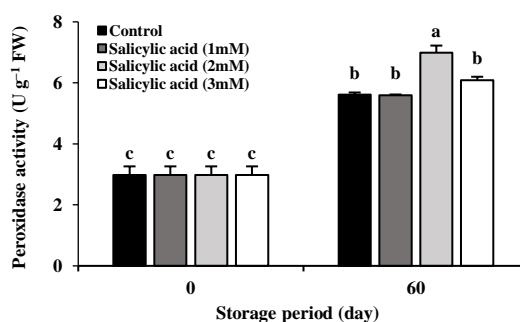 8
6
4
2
0
Peroxidase activity (U g⁻¹ FW)
Control
Salicylic acid (1mM)
Salicylic acid (2mM)
Salicylic acid (3mM)
c c c c
b b a b
0 60
Storage period (day)